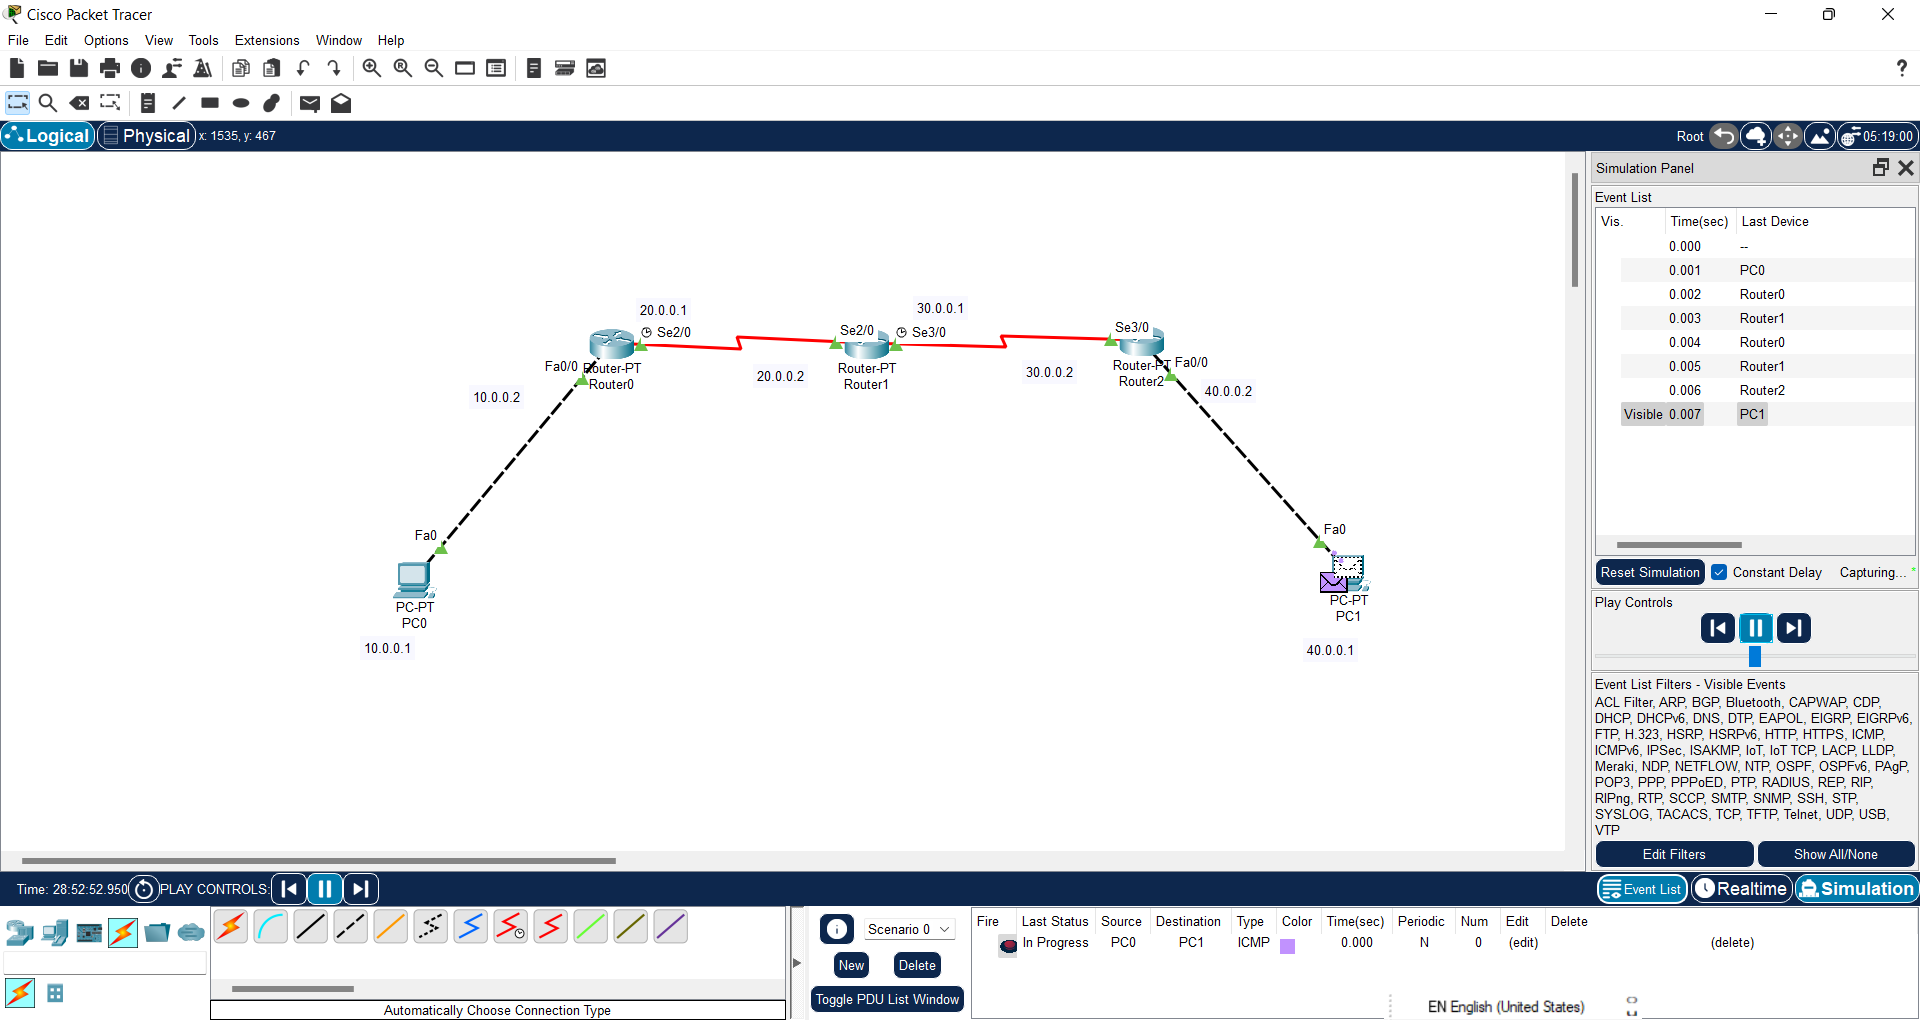 Cisco Packet Tracer
File Edit Options View Tools Extensions Window Help
Logical Physical x: 1535, y: 467 Root 05:19:00
20.0.0.1
Se2/0
Fa0/0
Router-PT
Router0
10.0.0.2
20.0.0.2
Se2/0
30.0.0.1
Se3/0
Router-PT
Router1
30.0.0.2
Se3/0
Router-PT
Router2
Fa0/0
40.0.0.2
Fa0
PC-PT
PC0
10.0.0.1
Fa0
PC-PT
PC1
40.0.0.1
Simulation Panel
Event List
Vis. Time(sec) Last Device
0.000 --
0.001 PC0
0.002 Router0
0.003 Router1
0.004 Router0
0.005 Router1
0.006 Router2
Visible 0.007 PC1
Reset Simulation Constant Delay Capturing...
Play Controls
Event List Filters - Visible Events
ACL Filter, ARP, BGP, Bluetooth, CAPWAP, CDP,
DHCP, DHCPv6, DNS, DTP, EAPOL, EIGRP, EIGRPv6,
FTP, H.323, HSRP, HSRPv6, HTTP, HTTPS, ICMP,
ICMPv6, IPSec, ISAKMP, IoT, IoT TCP, LACP, LLDP,
Meraki, NDP, NETFLOW, NTP, OSPF, OSPFv6, PAgP,
POP3, PPP, PPPoED, PTP, RADIUS, REP, RIP,
RIPng, RTP, SCCP, SMTP, SNMP, SSH, STP,
SYSLOG, TACACS, TCP, TFTP, Telnet, UDP, USB,
VTP
Edit Filters Show All/None
Time: 28:52:52.950 PLAY CONTROLS: Event List Realtime Simulation
Automatically Choose Connection Type
Scenario 0
New Delete
Toggle PDU List Window
Fire Last Status Source Destination Type Color Time(sec) Periodic Num Edit Delete
In Progress PC0 PC1 ICMP 0.000 N 0 (edit) (delete)
EN English (United States)